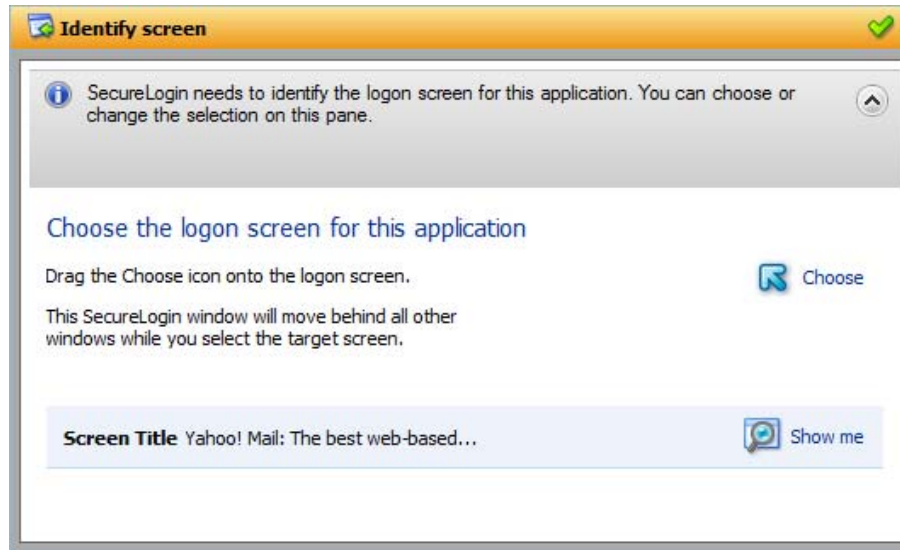 Identify screen
SecureLogin needs to identify the logon screen for this application. You can choose or
change the selection on this pane.
Choose the logon screen for this application
Drag the Choose icon onto the logon screen.
Choose
This SecureLogin window will move behind all other
windows while you select the target screen.
Screen Title Yahoo! Mail: The best web-based...
Show me